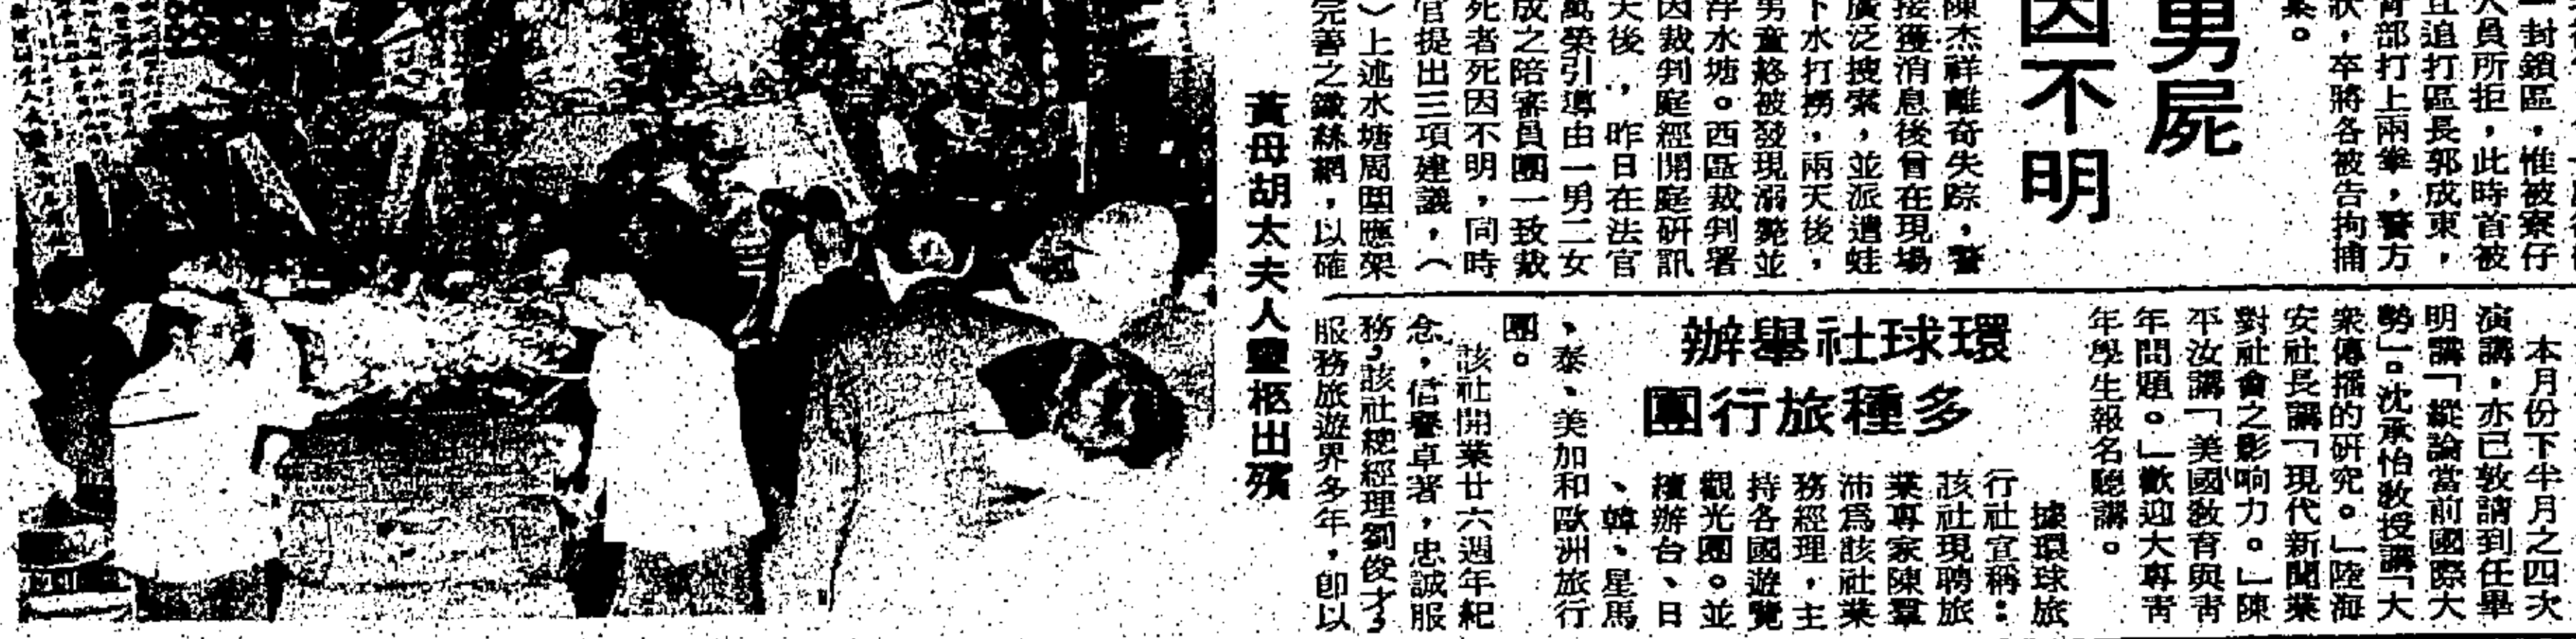 一封鎖區，惟被寮仔
人員所拒，此時首被
且追打區長郭成東，
背部打上兩拳，警方
狀，卒將各被告拘捕
案。
男屍
因不明
陳杰祥離奇失踪，警
接獲消息後曾在現場
廣泛搜索，並派遣蛙
下水打撈，兩天後，
男童終被發現溺斃並
浮水塘。西區裁判署
因裁判庭經開庭研訊
天後，昨日在法官
萬榮引導由一男二女
成之陪審員團一致裁
死者死因不明，同時
官提出三項建議，（
）上述水塘周圍應架
完善之鐵絲網，以確
黃母胡太夫人靈柩出殯
本月份下半月之四次
演講，亦已敦請到任畢
明講「縱論當前國際大
勢」。沈承怡教授講「大
衆傳播的研究。」陸海
安社長講「現代新聞業
對社會之影响力。」陳
平汝講「美國教育與青
年問題。」歡迎大專青
年學生報名聽講。
環球社舉辦
多種旅行團
據環球旅
行社宣稱：
該社現聘旅
業專家陳羣
沛爲該社業
務經理，主
持各國遊覽
觀光團。並
續辦台、日
、韓、星馬
、泰、美加和歐洲旅行
團。
該社開業廿六週年紀
念，信譽卓著，忠誠服
務，該社總經理劉俊才，
服務旅遊界多年，卽以